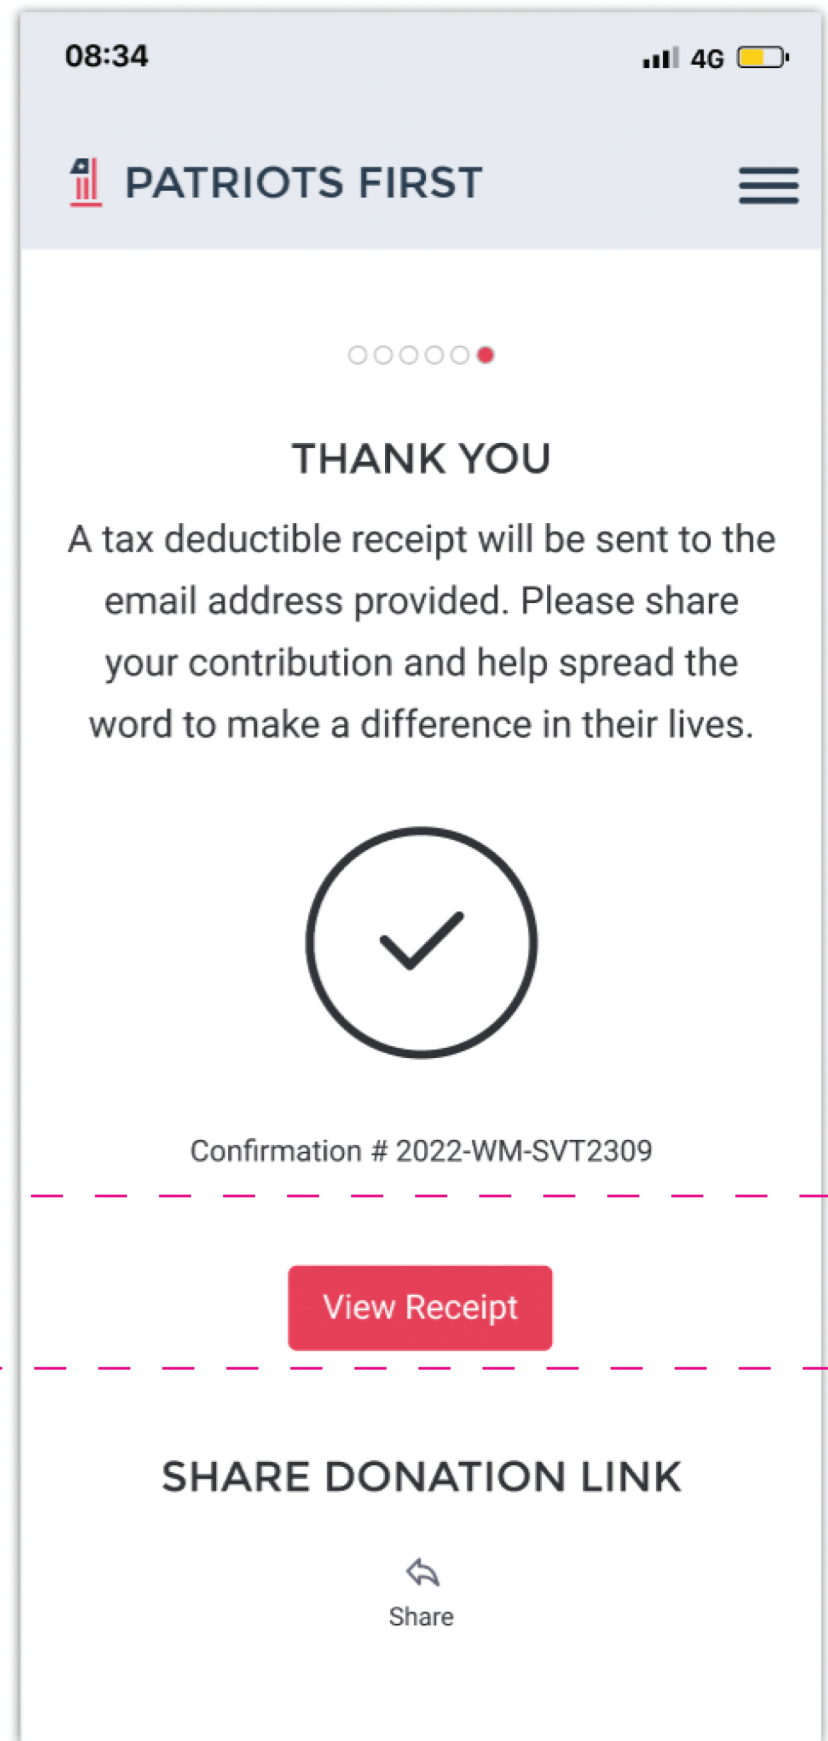 08:34 4G
PATRIOTS FIRST
THANK YOU
A tax deductible receipt will be sent to the
email address provided. Please share
your contribution and help spread the
word to make a difference in their lives.
Confirmation # 2022-WM-SVT2309
View Receipt
SHARE DONATION LINK
Share